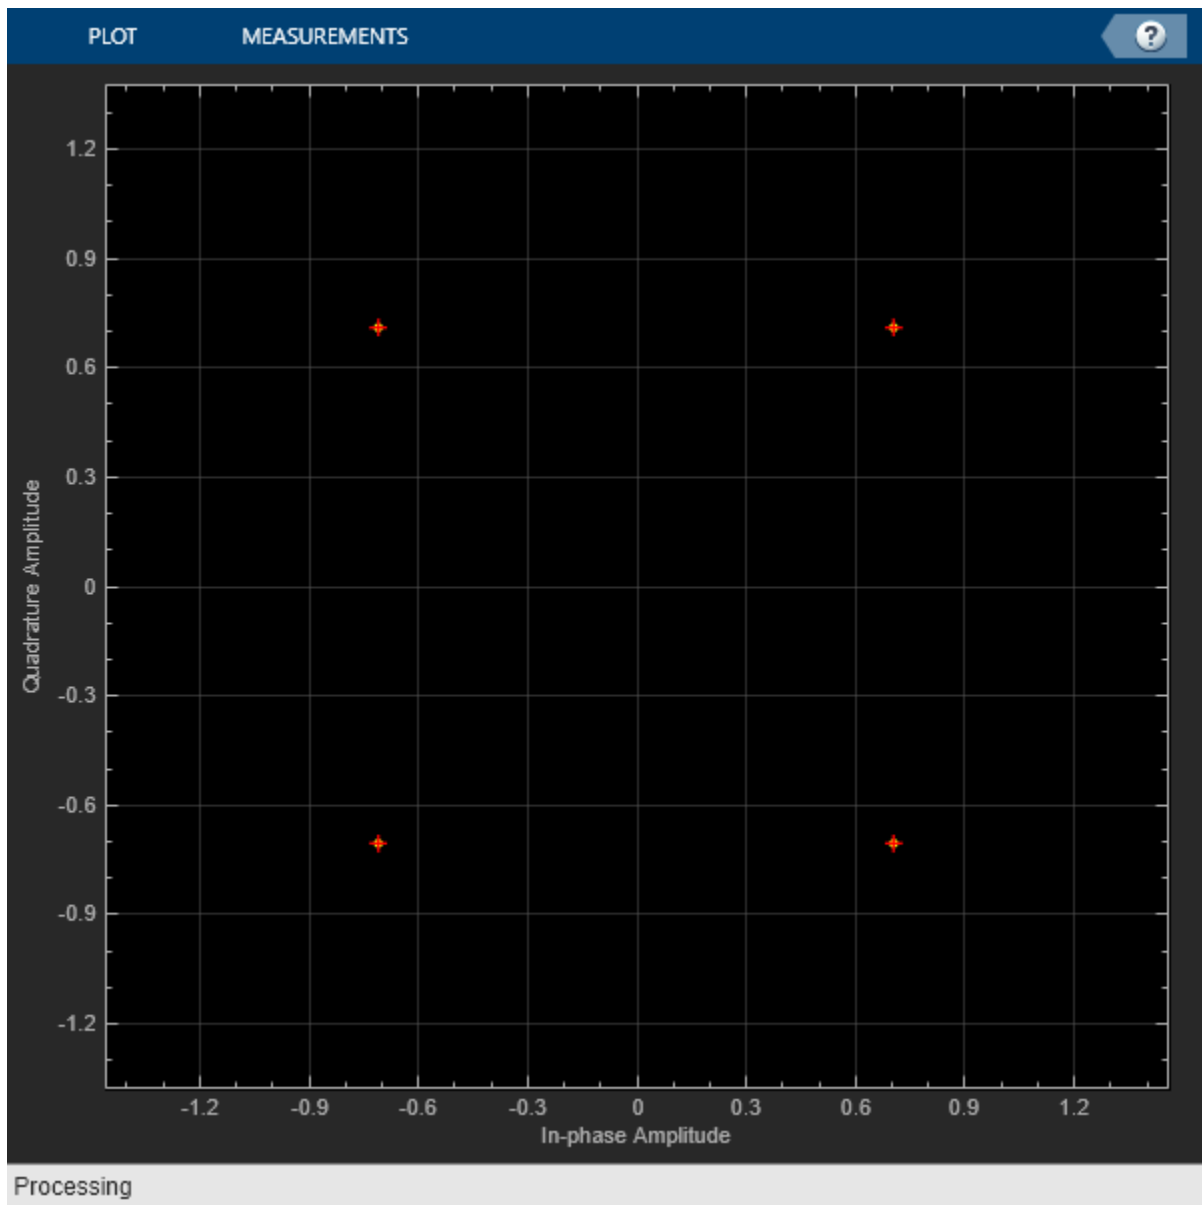 PLOT MEASUREMENTS ?
1.2
0.9
0.6
0.3
0
-0.3
-0.6
-0.9
-1.2
Quadrature Amplitude
-1.2 -0.9 -0.6 -0.3 0 0.3 0.6 0.9 1.2
In-phase Amplitude
Processing